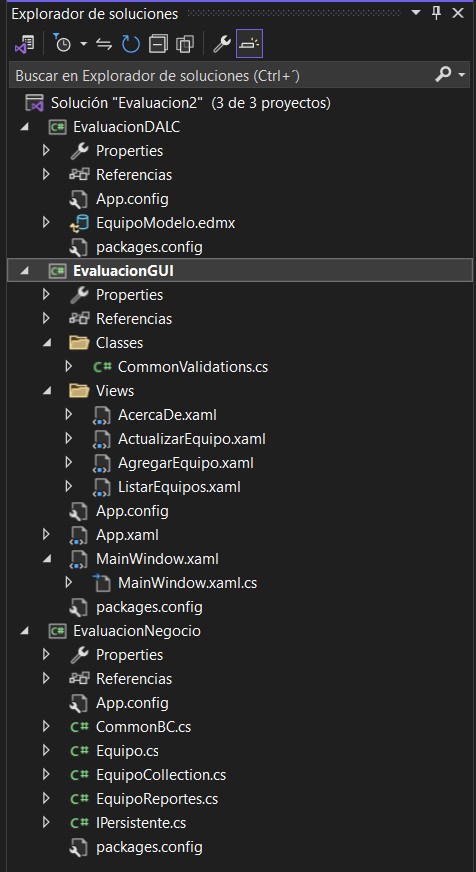 Explorador de soluciones
Buscar en Explorador de soluciones (Ctrl+´)
Solución "Evaluacion2" (3 de 3 proyectos)
C# EvaluacionDALC
Properties
Referencias
App.config
EquipoModelo.edmx
packages.config
C# EvaluacionGUI
Properties
Referencias
Classes
C# CommonValidations.cs
Views
AcercaDe.xaml
ActualizarEquipo.xaml
AgregarEquipo.xaml
ListarEquipos.xaml
App.config
App.xaml
MainWindow.xaml
MainWindow.xaml.cs
packages.config
C# EvaluacionNegocio
Properties
Referencias
App.config
C# CommonBC.cs
C# Equipo.cs
C# EquipoCollection.cs
C# EquipoReportes.cs
C# IPersistente.cs
packages.config